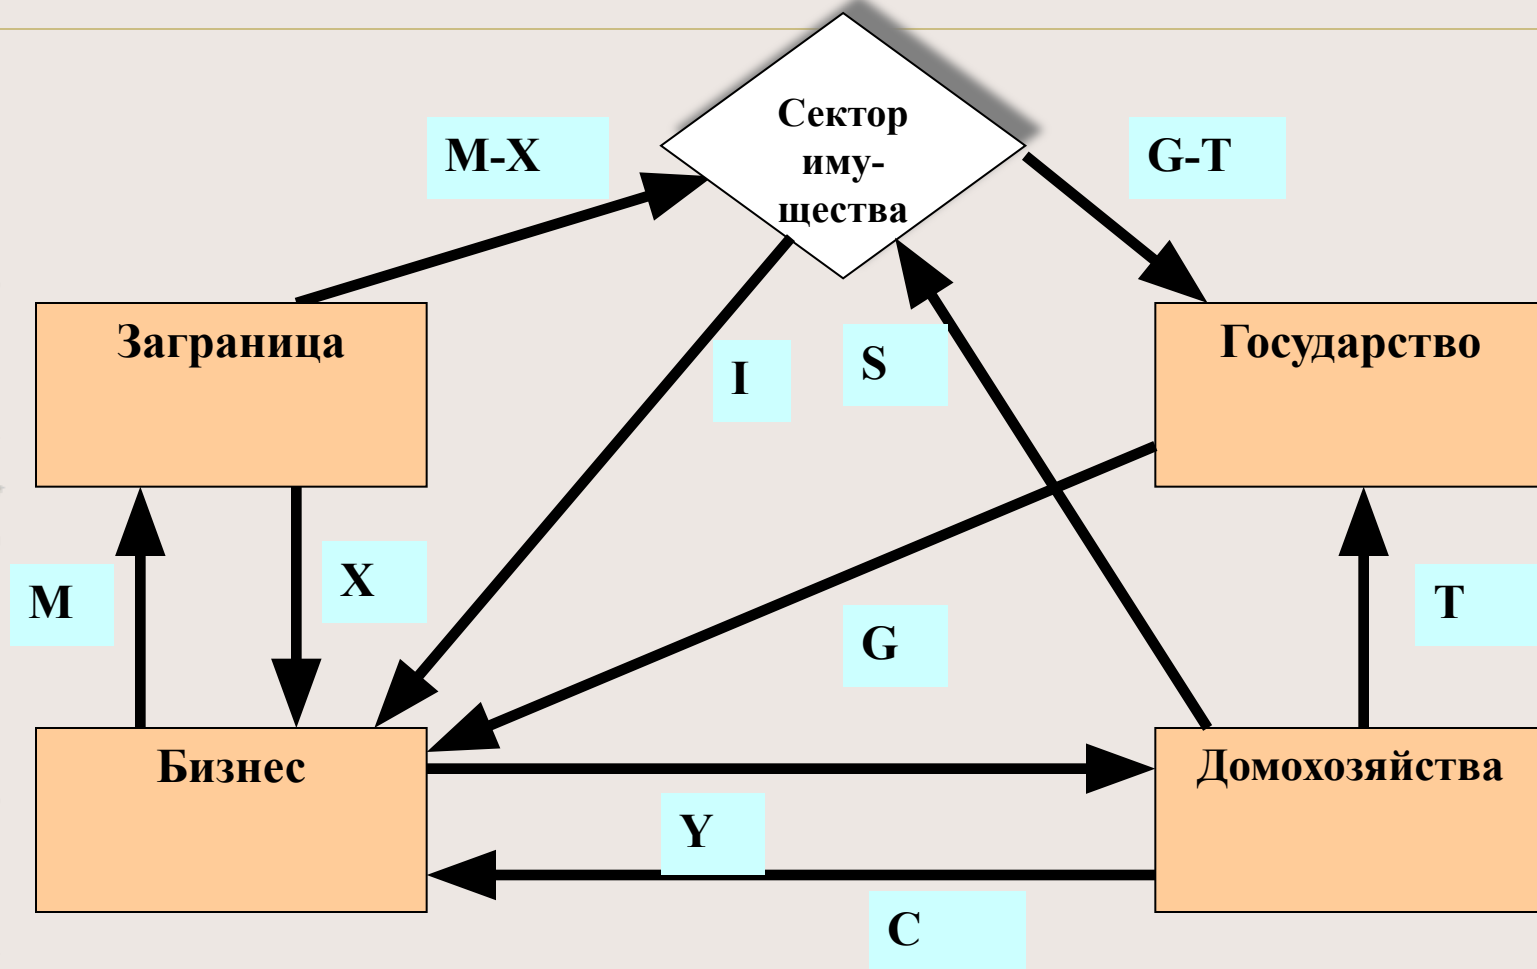 Сектор
иму-
щества
M-X
G-T
Заграница
Государство
I
S
M
X
G
T
Бизнес
Домохозяйства
Y
C